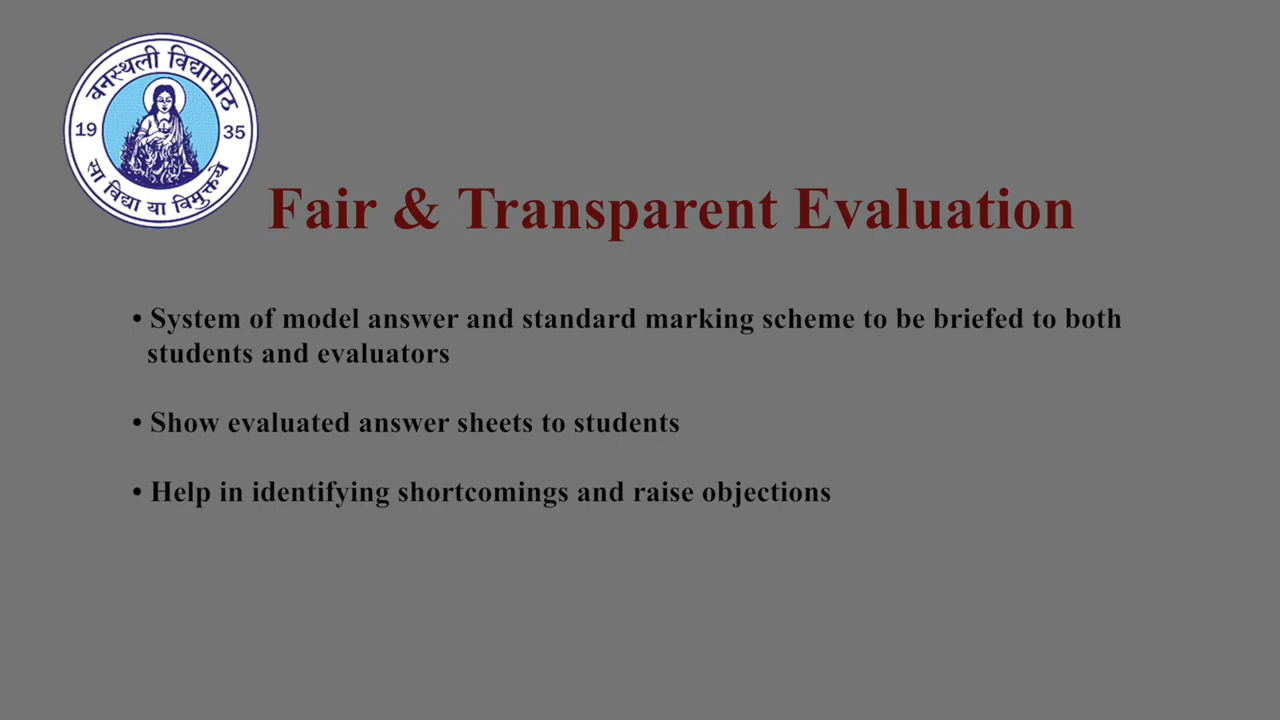 वनस्थली विद्यापीठ
19 35
सा विद्या या विमुक्तये
Fair & Transparent Evaluation
• System of model answer and standard marking scheme to be briefed to both
students and evaluators
• Show evaluated answer sheets to students
• Help in identifying shortcomings and raise objections